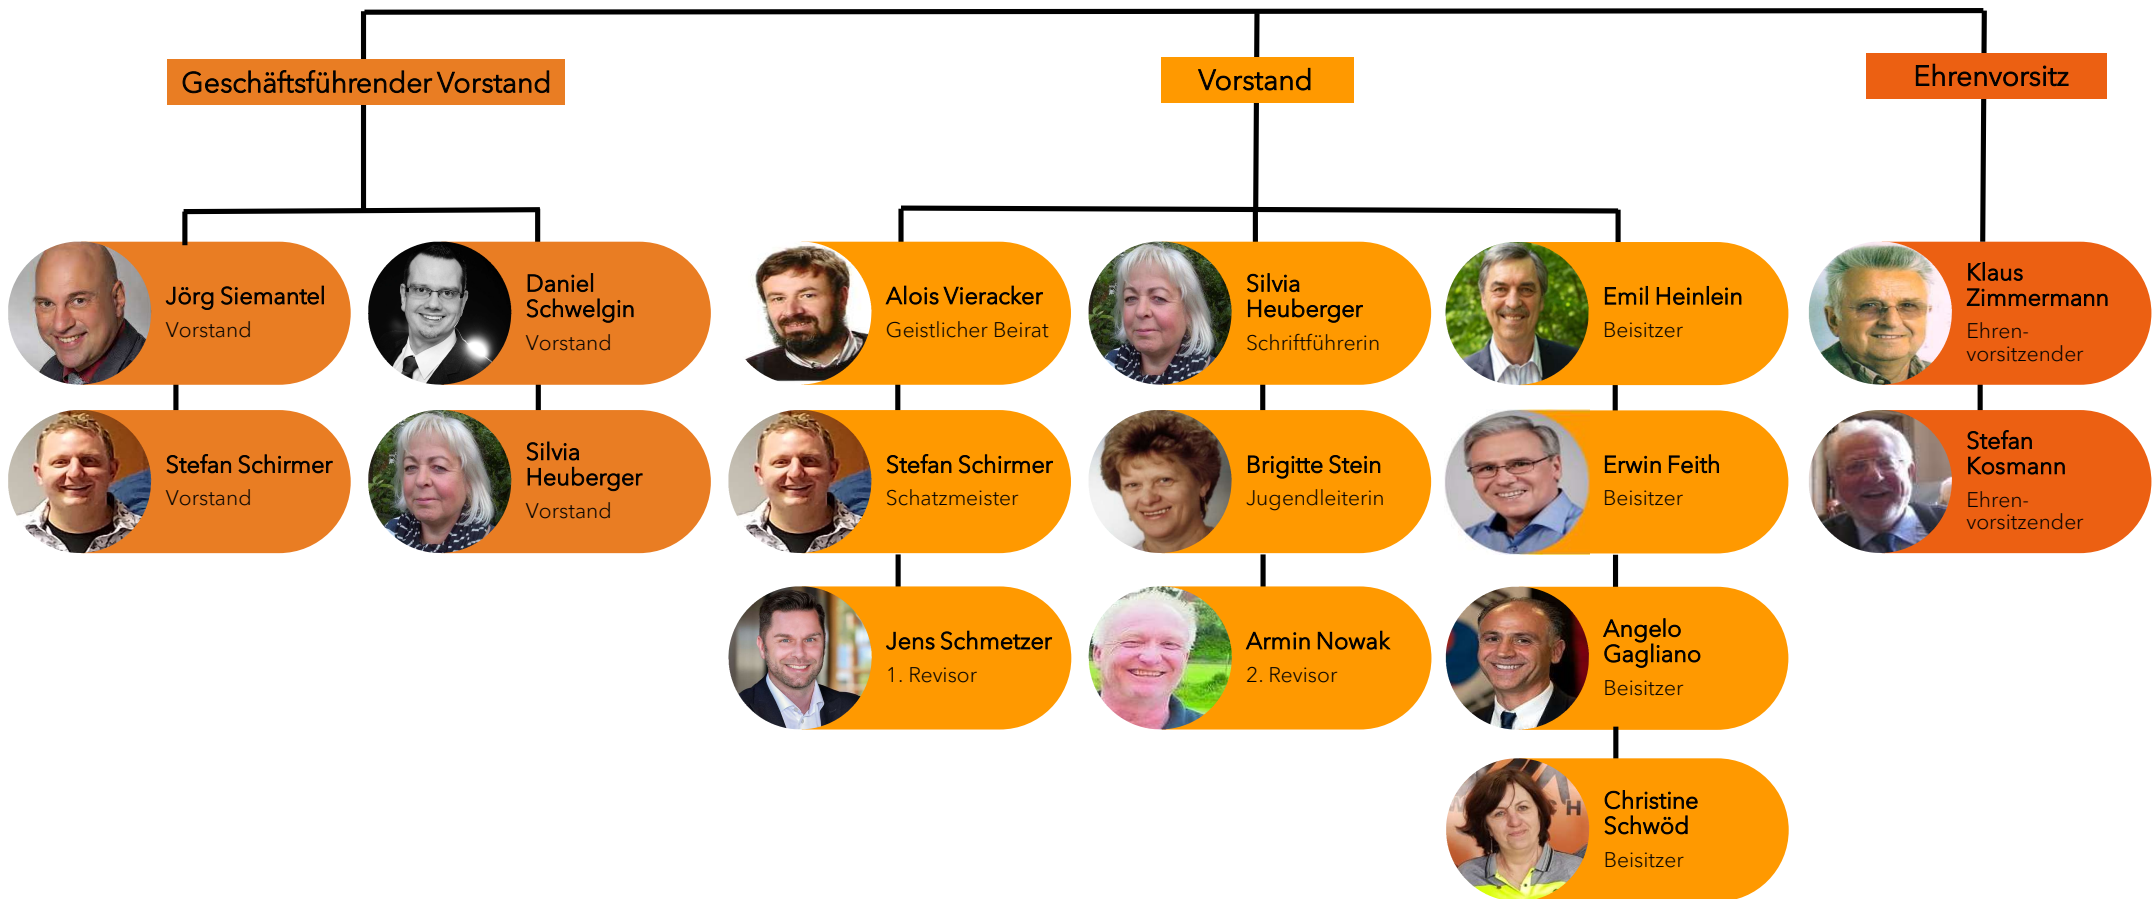 Geschäftsführender Vorstand
Vorstand
Ehrenvorsitz
Jörg Siemantel
Vorstand
Daniel
Schwelgin
Vorstand
Alois Vieracker
Geistlicher Beirat
Silvia
Heuberger
Schriftführerin
Emil Heinlein
Beisitzer
Klaus
Zimmermann
Ehren-
vorsitzender
Stefan Schirmer
Vorstand
Silvia
Heuberger
Vorstand
Stefan Schirmer
Schatzmeister
Brigitte Stein
Jugendleiterin
Erwin Feith
Beisitzer
Stefan
Kosmann
Ehren-
vorsitzender
Jens Schmetzer
1. Revisor
Armin Nowak
2. Revisor
Angelo
Gagliano
Beisitzer
Christine
Schwöd
Beisitzer